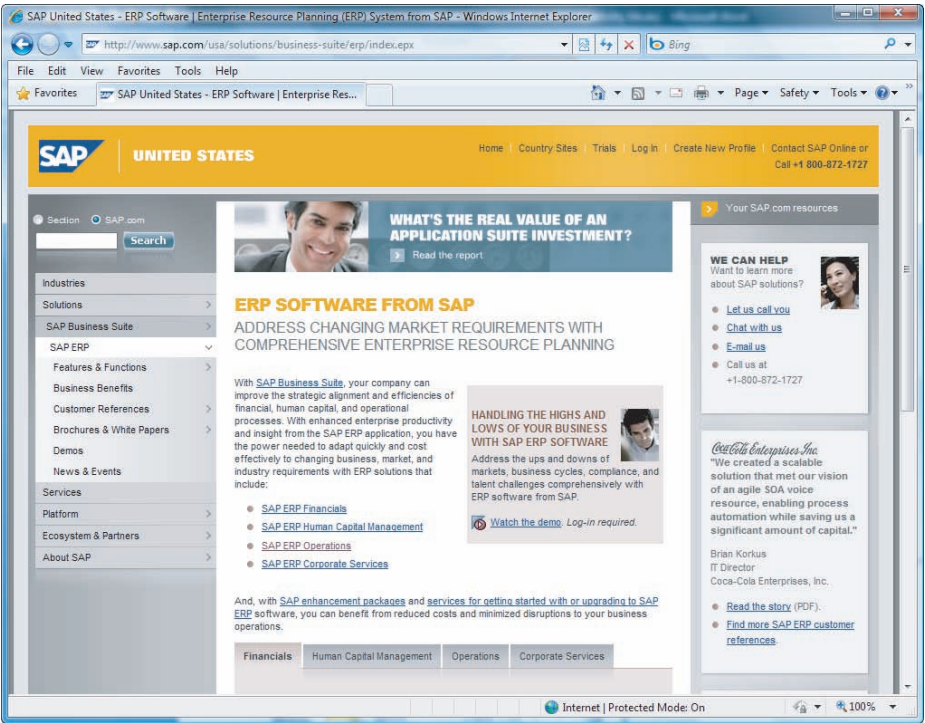 SAP United States - ERP Software | Enterprise Resource Planning (ERP) System from SAP - Windows Internet Explorer
http://www.sap.com/usa/solutions/business-suite/erp/index.epx
Bing
File Edit View Favorites Tools Help
Favorites
SAP United States - ERP Software | Enterprise Res...
Page Safety Tools
SAP
UNITED STATES
Home | Country Sites | Trials | Log In | Create New Profile | Contact SAP Online or
Call +1 800-872-1727
Section SAP.com
Search
Industries
Solutions
SAP Business Suite
SAP ERP
Features & Functions
Business Benefits
Customer References
Brochures & White Papers
Demos
News & Events
Services
Platform
Ecosystem & Partners
About SAP
WHAT'S THE REAL VALUE OF AN
APPLICATION SUITE INVESTMENT?
Read the report
ERP SOFTWARE FROM SAP
ADDRESS CHANGING MARKET REQUIREMENTS WITH
COMPREHENSIVE ENTERPRISE RESOURCE PLANNING
With SAP Business Suite, your company can
improve the strategic alignment and efficiencies of
financial, human capital, and operational
processes. With enhanced enterprise productivity
and insight from the SAP ERP application, you have
the power needed to adapt quickly and cost
effectively to changing business, market, and
industry requirements with ERP solutions that
include:
SAP ERP Financials
SAP ERP Human Capital Management
SAP ERP Operations
SAP ERP Corporate Services
HANDLING THE HIGHS AND
LOWS OF YOUR BUSINESS
WITH SAP ERP SOFTWARE
Address the ups and downs of
markets, business cycles, compliance, and
talent challenges comprehensively with
ERP software from SAP.
Watch the demo. Log-in required.
And, with SAP enhancement packages and services for getting started with or upgrading to SAP
ERP software, you can benefit from reduced costs and minimized disruptions to your business
operations.
Financials Human Capital Management Operations Corporate Services
Your SAP.com resources
WE CAN HELP
Want to learn more
about SAP solutions?
Let us call you
Chat with us
E-mail us
Call us at
+1-800-872-1727
Coca-Cola Enterprises Inc.
"We created a scalable
solution that met our vision
of an agile SOA voice
resource, enabling process
automation while saving us a
significant amount of capital."
Brian Korkus
IT Director
Coca-Cola Enterprises, Inc.
Read the story (PDF).
Find more SAP ERP customer
references.
Internet | Protected Mode: On
100%